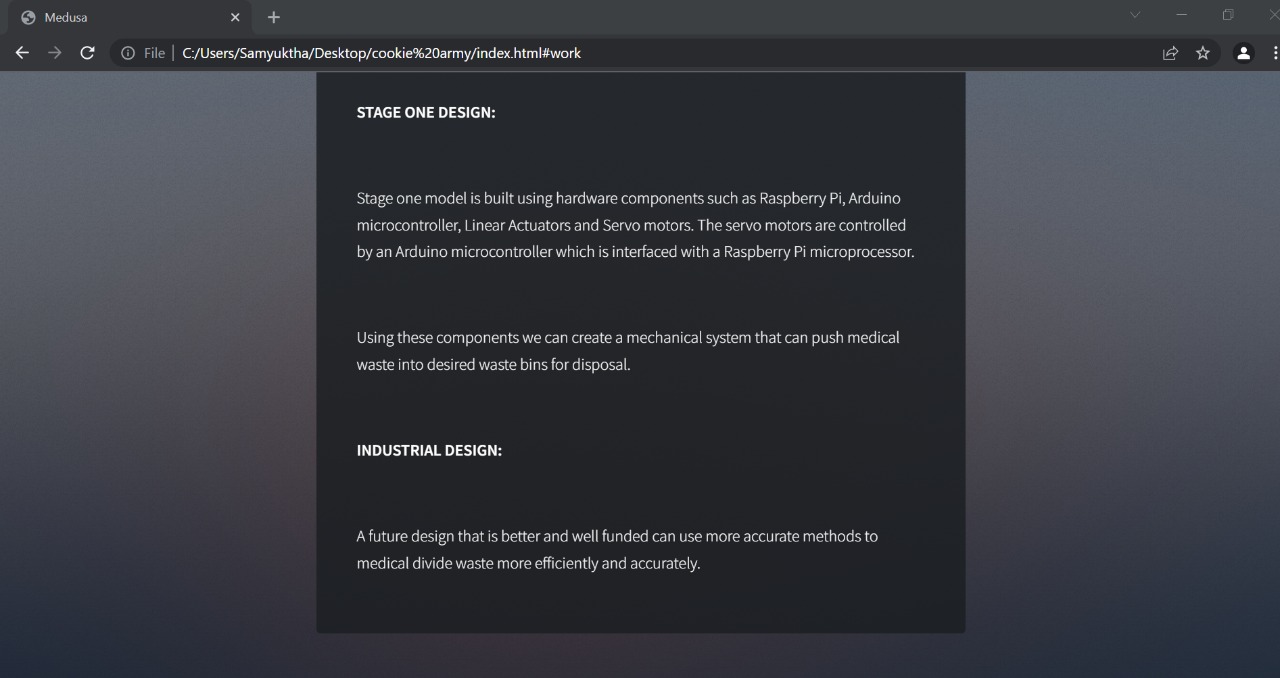 Medusa
File | C:/Users/Samyuktha/Desktop/cookie%20army/index.html#work
STAGE ONE DESIGN:
Stage one model is built using hardware components such as Raspberry Pi, Arduino
microcontroller, Linear Actuators and Servo motors. The servo motors are controlled
by an Arduino microcontroller which is interfaced with a Raspberry Pi microprocessor.
Using these components we can create a mechanical system that can push medical
waste into desired waste bins for disposal.
INDUSTRIAL DESIGN:
A future design that is better and well funded can use more accurate methods to
medical divide waste more efficiently and accurately.